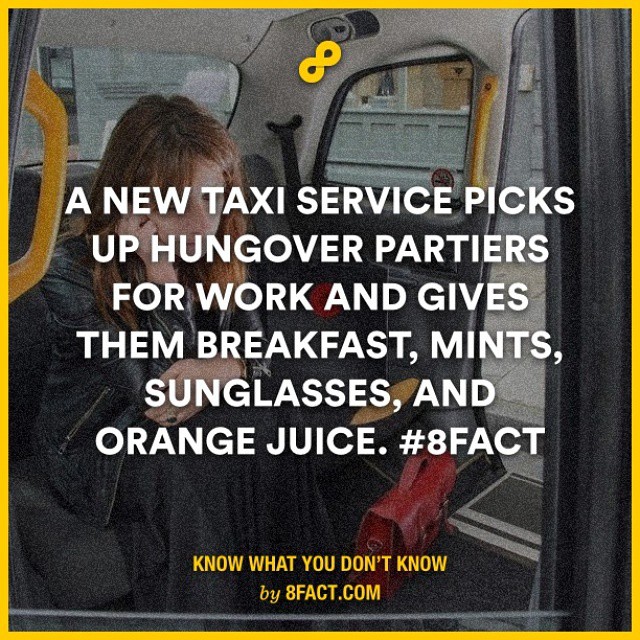 A NEW TAXI SERVICE PICKS
UP HUNGOVER PARTIERS
FOR WORK AND GIVES
THEM BREAKFAST, MINTS,
SUNGLASSES, AND
ORANGE JUICE. #8FACT
KNOW WHAT YOU DON'T KNOW
by 8FACT.COM